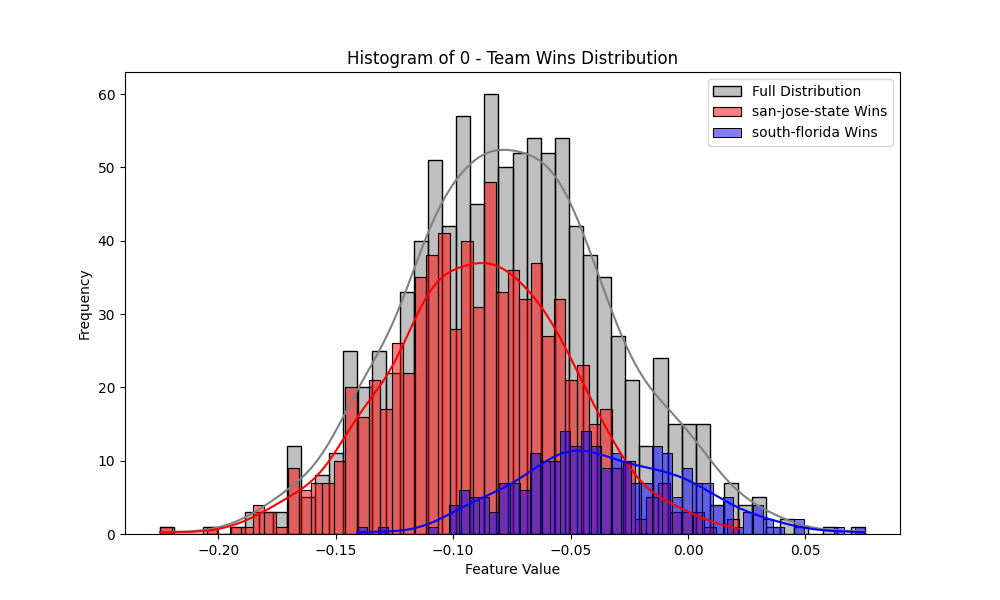 Histogram of 0 - Team Wins Distribution
Full Distribution
san-jose-state Wins
south-florida Wins
Frequency
60
50
40
30
20
10
0
−0.20
−0.15
−0.10
−0.05
0.00
0.05
Feature Value